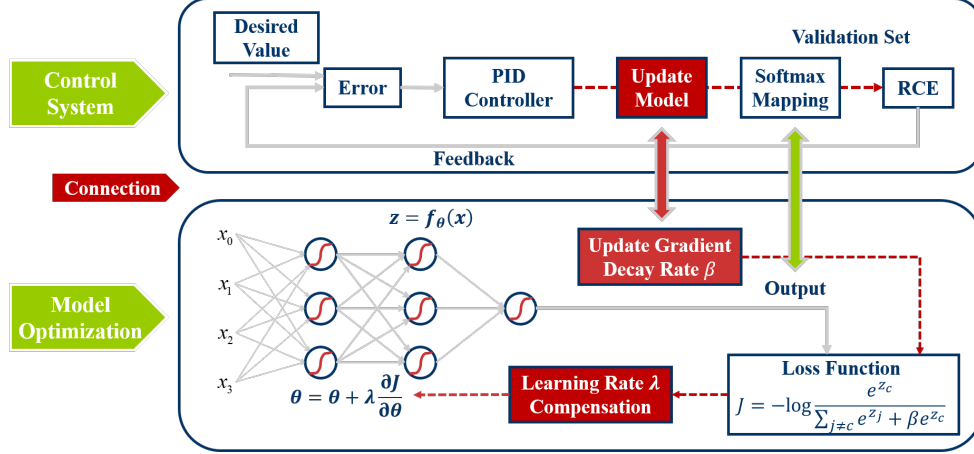 Desired
Value
Validation Set
Control
System
Error
PID
Controller
Update
Model
Softmax
Mapping
RCE
Feedback
Connection
z = f_θ(x)
x_0
x_1
x_2
x_3
Update Gradient
Decay Rate β
Model
Optimization
Output
θ = θ + λ ∂J/∂θ
Learning Rate λ
Compensation
Loss Function
J = −log e^{z_c} / (∑_{j≠c} e^{z_j} + βe^{z_c})